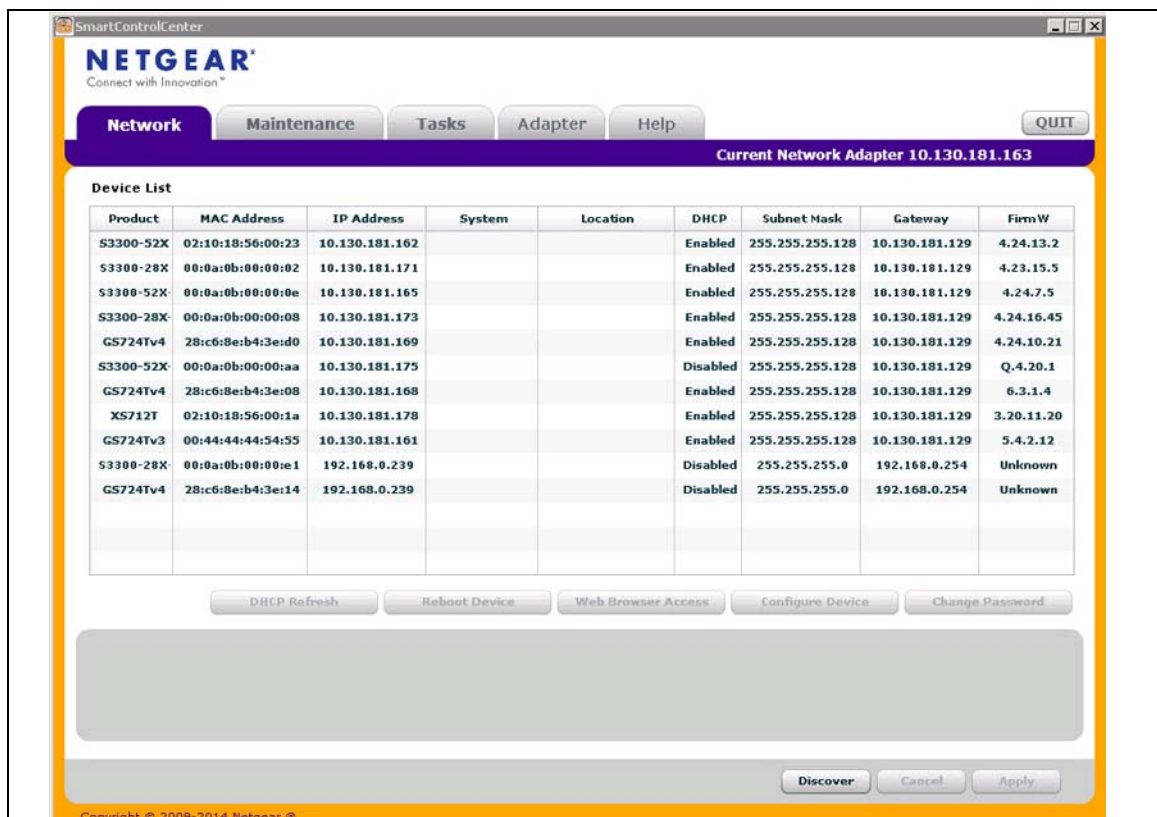 SmartControlCenter
NETGEAR®
Connect with Innovation™
Network Maintenance Tasks Adapter Help QUIT
Current Network Adapter 10.130.181.163
Device List
Product MAC Address IP Address System Location DHCP Subnet Mask Gateway FirmW
S3300-52X 02:10:18:56:00:23 10.130.181.162 Enabled 255.255.255.128 10.130.181.129 4.24.13.2
S3300-28X 00:0a:0b:00:00:02 10.130.181.171 Enabled 255.255.255.128 10.130.181.129 4.23.15.5
S3300-52X- 00:0a:0b:00:00:0e 10.130.181.165 Enabled 255.255.255.128 10.130.181.129 4.24.7.5
S3300-28X- 00:0a:0b:00:00:08 10.130.181.173 Enabled 255.255.255.128 10.130.181.129 4.24.16.45
GS724Tv4 28:c6:8e:b4:3e:d0 10.130.181.169 Enabled 255.255.255.128 10.130.181.129 4.24.10.21
S3300-52X- 00:0a:0b:00:00:aa 10.130.181.175 Disabled 255.255.255.128 10.130.181.129 Q.4.20.1
GS724Tv4 28:c6:8e:b4:3e:08 10.130.181.168 Enabled 255.255.255.128 10.130.181.129 6.3.1.4
XS712T 02:10:18:56:00:1a 10.130.181.178 Enabled 255.255.255.128 10.130.181.129 3.20.11.20
GS724Tv3 00:44:44:44:54:55 10.130.181.161 Enabled 255.255.255.128 10.130.181.129 5.4.2.12
S3300-28X- 00:0a:0b:00:00:e1 192.168.0.239 Disabled 255.255.255.0 192.168.0.254 Unknown
GS724Tv4 28:c6:8e:b4:3e:14 192.168.0.239 Disabled 255.255.255.0 192.168.0.254 Unknown
DHCP Refresh Reboot Device Web Browser Access Configure Device Change Password
Discover Cancel Apply
Copyright © 2009-2014 Netgear ®